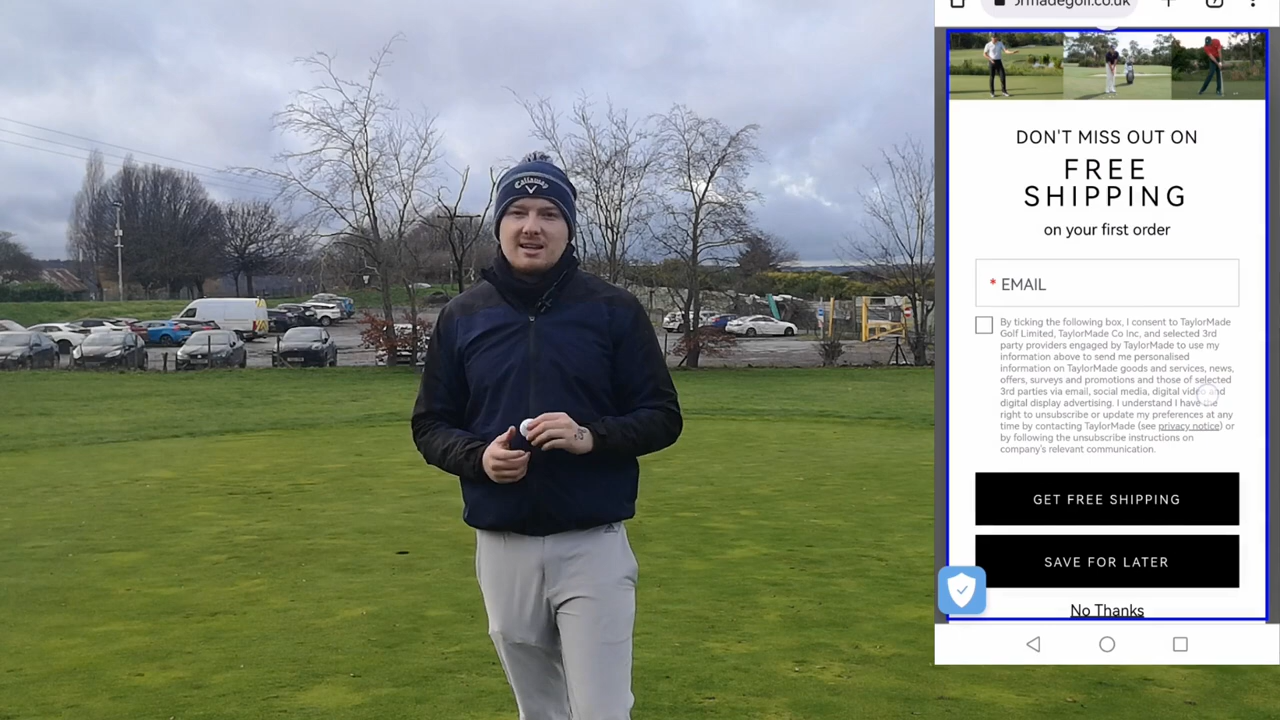 ormadegolf.co.uk
DON'T MISS OUT ON
FREE
SHIPPING
on your first order
* EMAIL
By ticking the following box, I consent to TaylorMade
Golf Limited, TaylorMade Co Inc, and selected 3rd
party providers engaged by TaylorMade to use my
information above to send me personalised
information on TaylorMade goods and services, news,
offers, surveys and promotions and those of selected
3rd parties via email, social media, digital video and
digital display advertising. I understand I have the
right to unsubscribe or update my preferences at any
time by contacting TaylorMade (see privacy notice) or
by following the unsubscribe instructions on
company's relevant communication.
GET FREE SHIPPING
SAVE FOR LATER
No Thanks
Callaway